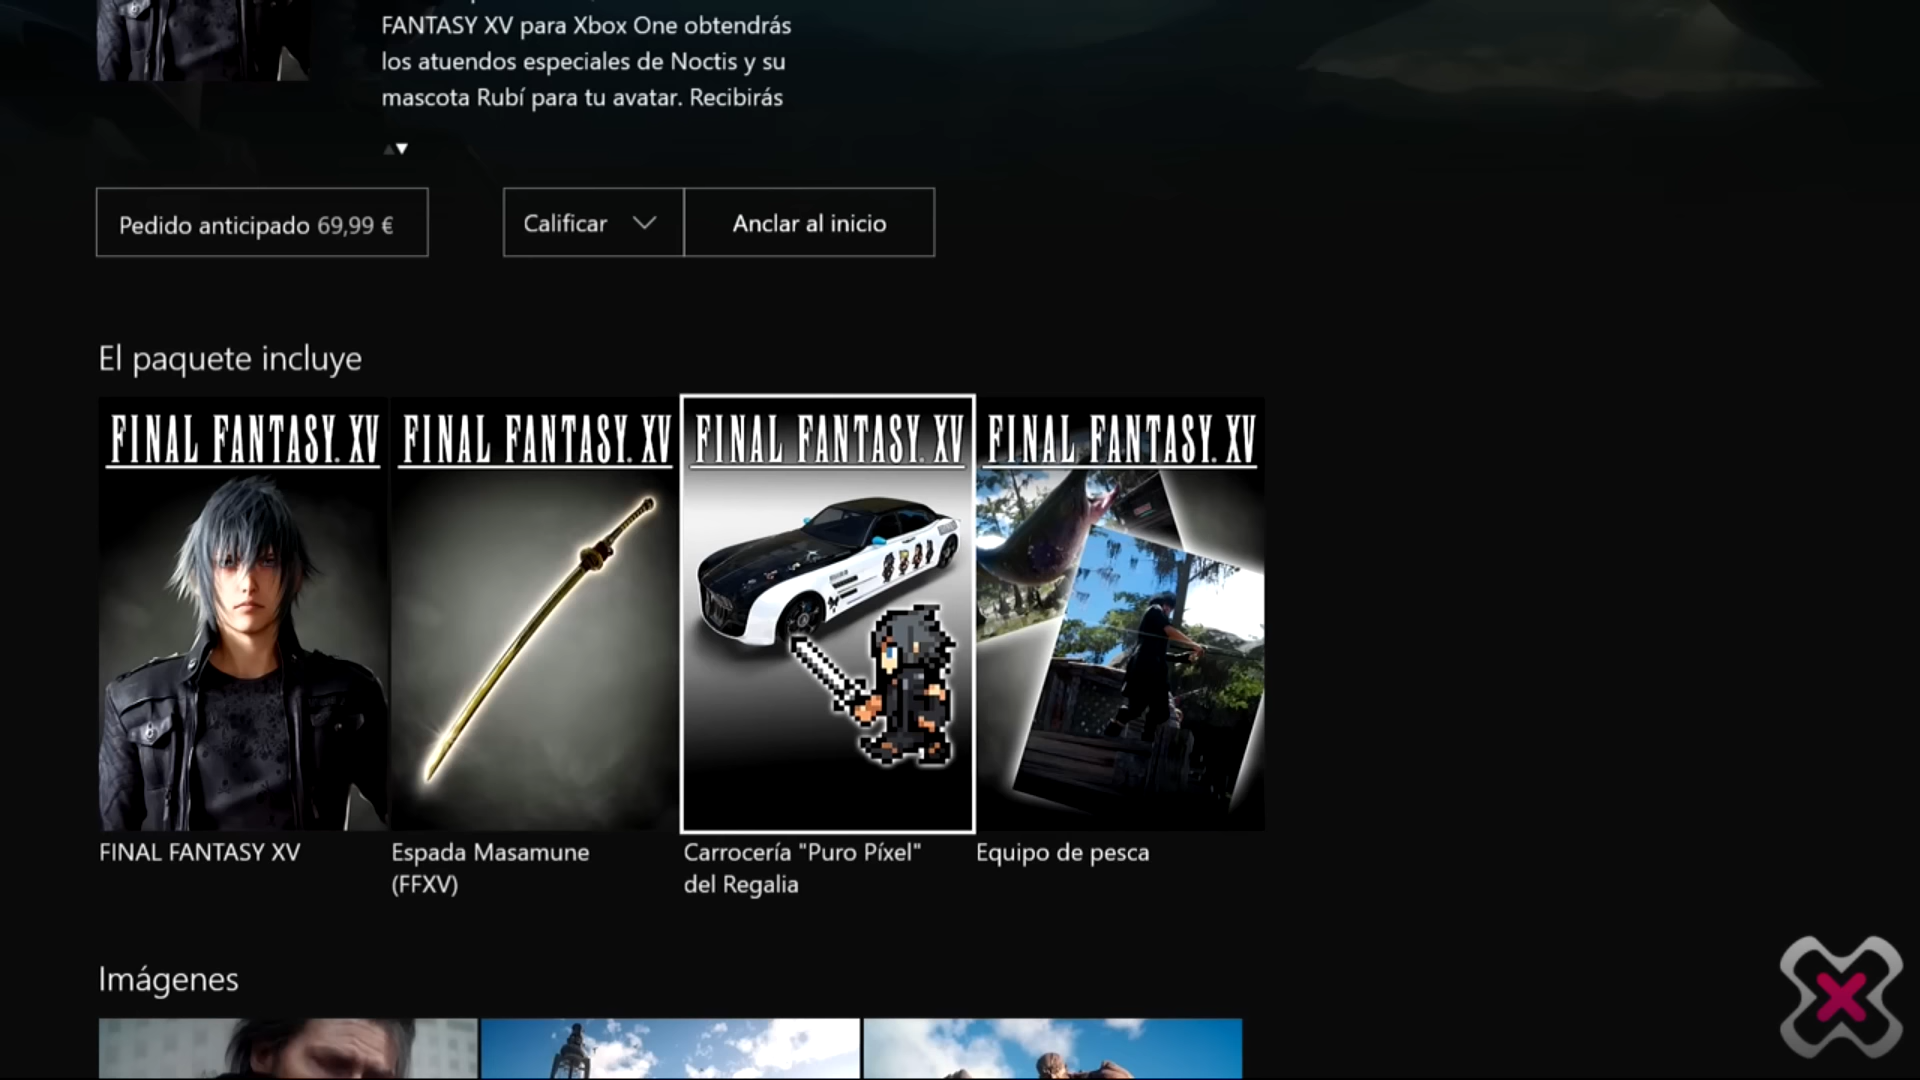 FANTASY XV para Xbox One obtendrás
los atuendos especiales de Noctis y su
mascota Rubí para tu avatar. Recibirás
Pedido anticipado 69,99 €
Calificar
Anclar al inicio
El paquete incluye
FINAL FANTASY. XV
FINAL FANTASY. XV
FINAL FANTASY. XV
FINAL FANTASY. XV
FINAL FANTASY XV
Espada Masamune
(FFXV)
Carrocería "Puro Píxel"
del Regalia
Equipo de pesca
Imágenes